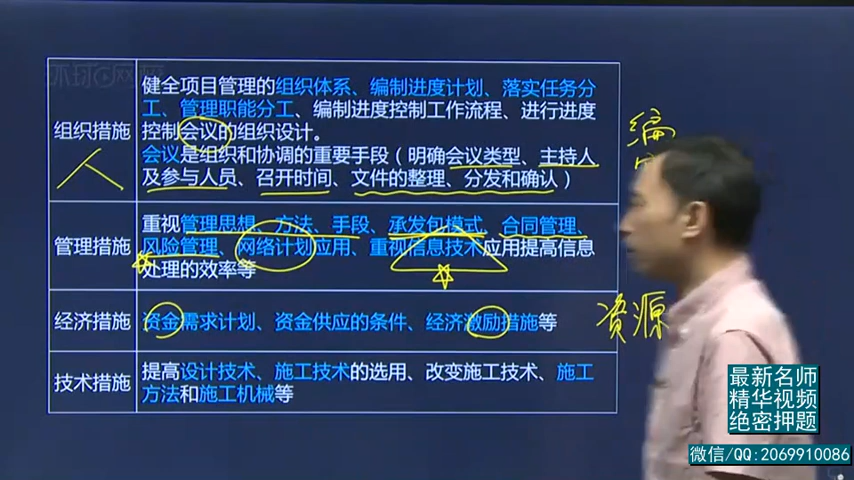 环球网校
组织措施
健全项目管理的组织体系、编制进度计划、落实任务分
工、管理职能分工、编制进度控制工作流程、进行进度
控制会议的组织设计。
会议是组织和协调的重要手段（明确会议类型、主持人
及参与人员、召开时间、文件的整理、分发和确认）
人
编
管理措施
重视管理思想、方法、手段、承发包模式、合同管理、
风险管理、网络计划应用、重视信息技术应用提高信息
处理的效率等
经济措施
资金需求计划、资金供应的条件、经济激励措施等
资源
技术措施
提高设计技术、施工技术的选用、改变施工技术、施工
方法和施工机械等
最新名师
精华视频
绝密押题
微信/QQ:2069910086